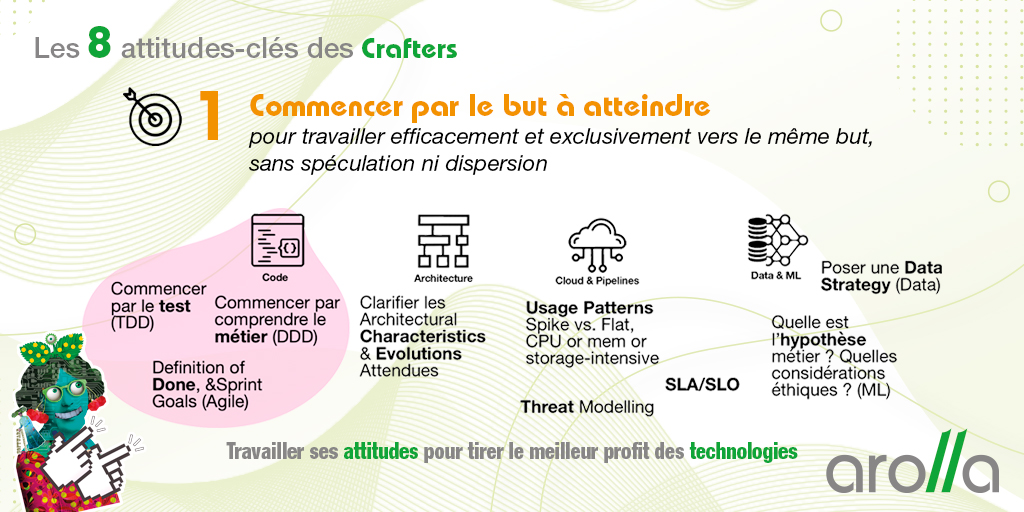 Les 8 attitudes-clés des Crafters
1 Commencer par le but à atteindre
pour travailler efficacement et exclusivement vers le même but,
sans spéculation ni dispersion
Code
Commencer
par le test
(TDD)
Commencer par
comprendre le
métier (DDD)
Definition of
Done, &Sprint
Goals (Agile)
Architecture
Clarifier les
Architectural
Characteristics
& Evolutions
Attendues
Cloud & Pipelines
Usage Patterns
Spike vs. Flat,
CPU or mem or
storage-intensive
SLA/SLO
Threat Modelling
Data & ML
Poser une Data
Strategy (Data)
Quelle est
l'hypothèse
métier ? Quelles
considérations
éthiques ? (ML)
Travailler ses attitudes pour tirer le meilleur profit des technologies
arolla